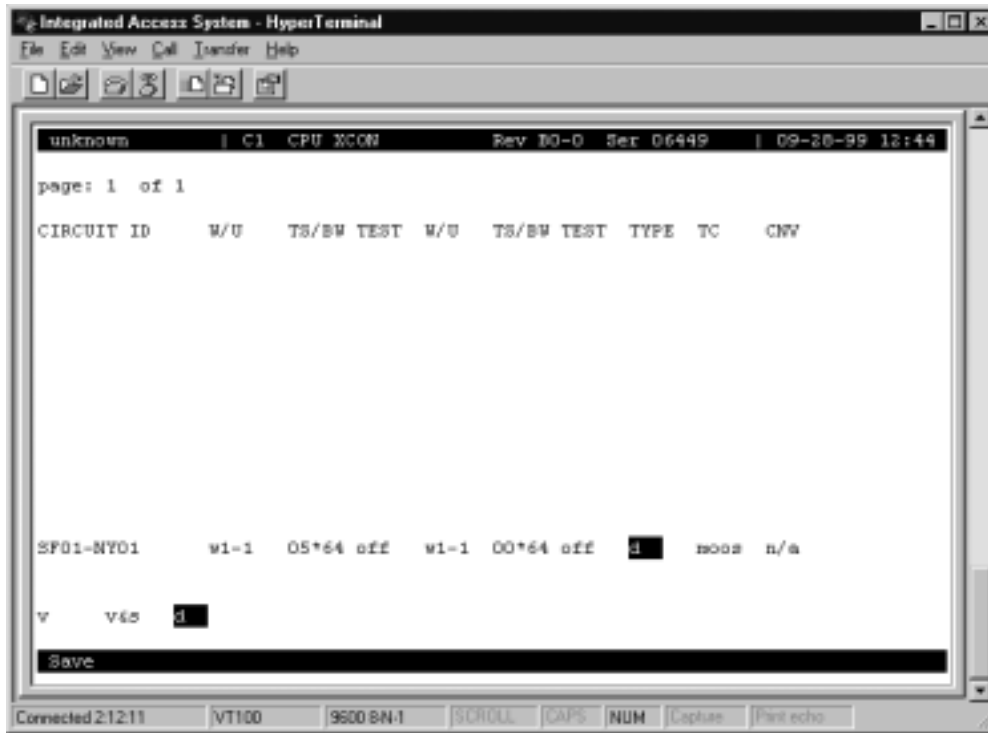 Integrated Access System - HyperTerminal
File Edit View Call Transfer Help
unknown | C1 CPU XCON Rev B0-0 Ser 06449 | 09-28-99 12:44
page: 1 of 1
CIRCUIT ID W/U TS/BW TEST W/U TS/BW TEST TYPE TC CNV
SF01-NY01 w1-1 05*64 off w1-1 00*64 off d moos n/a
v v&s d
Save
Connected 2:12:11 VT100 9600 8-N-1 SCROLL CAPS NUM Capture Print echo